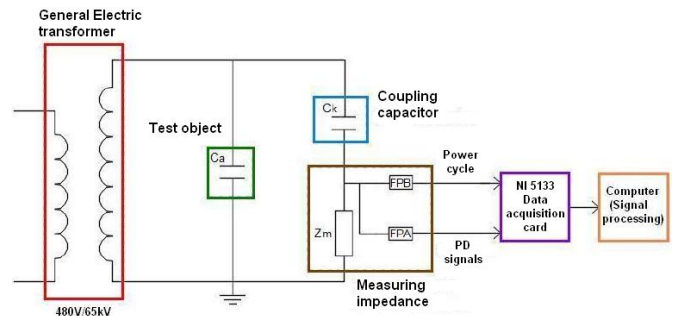 General Electric
transformer
Test object
Ca
Ck
Coupling
capacitor
FPB
FPA
Zm
Power
cycle
PD
signals
NI 5133
Data
acquisition
card
Computer
(Signal
processing)
Measuring
impedance
480V/65kV